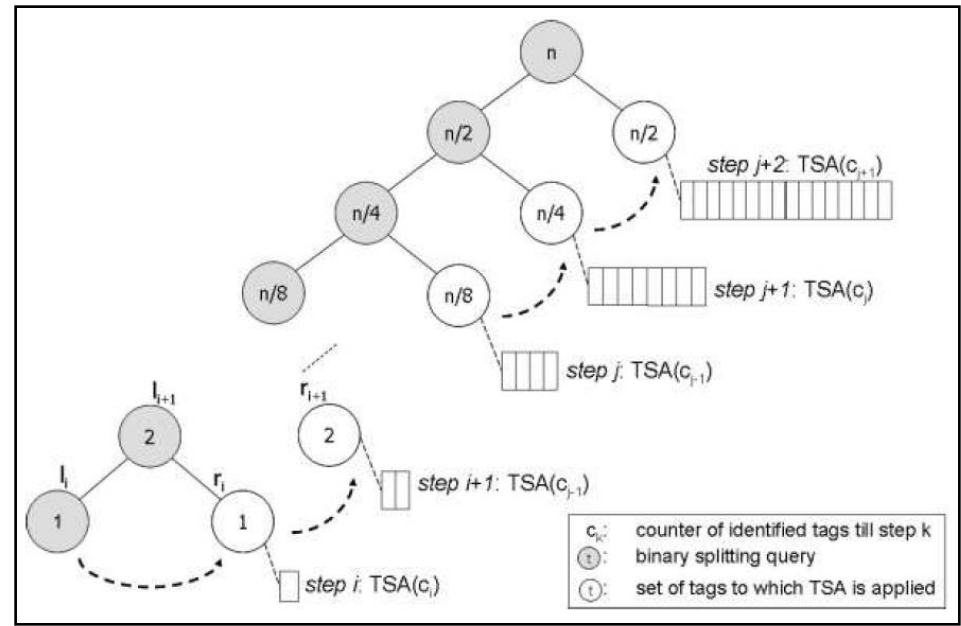 n
n/2
n/2
step j+2: TSA(c_{j+1})
n/4
n/4
step j+1: TSA(c_j)
n/8
n/8
step j: TSA(c_{j-1})
l_{i+1}
r_{i+1}
2
2
step i+1: TSA(c_{j-1})
l_i
r_i
1
1
step i: TSA(c_i)
c_k: counter of identified tags till step k
t : binary splitting query
t : set of tags to which TSA is applied